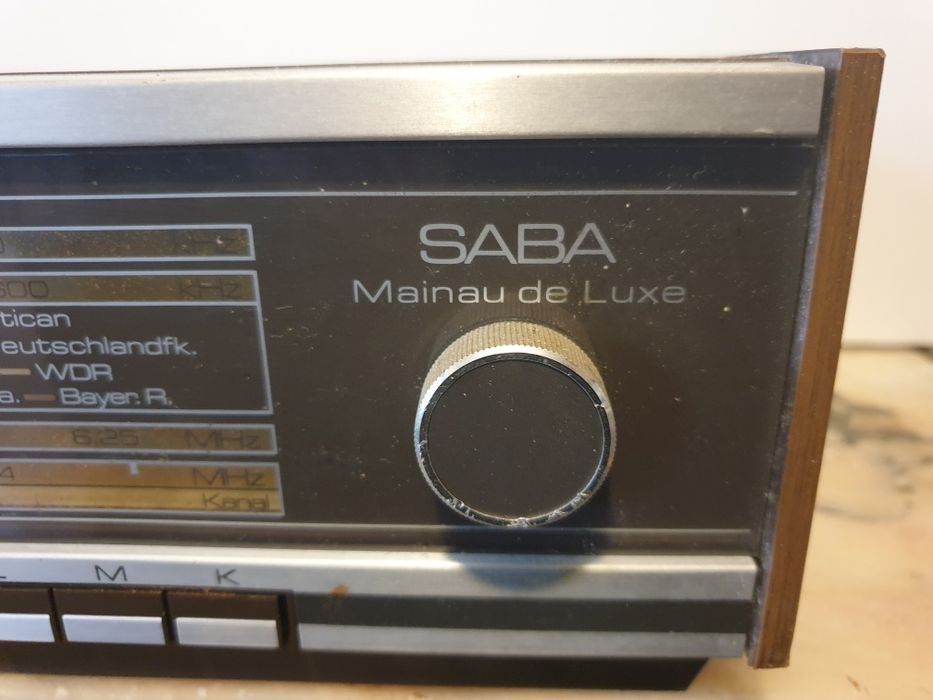 SABA
Mainau de Luxe
kHz
600 kHz
tican
eutschlandfk.
WDR
a. Bayer. R.
6,25 MHz
4 MHz
Kanal
M K